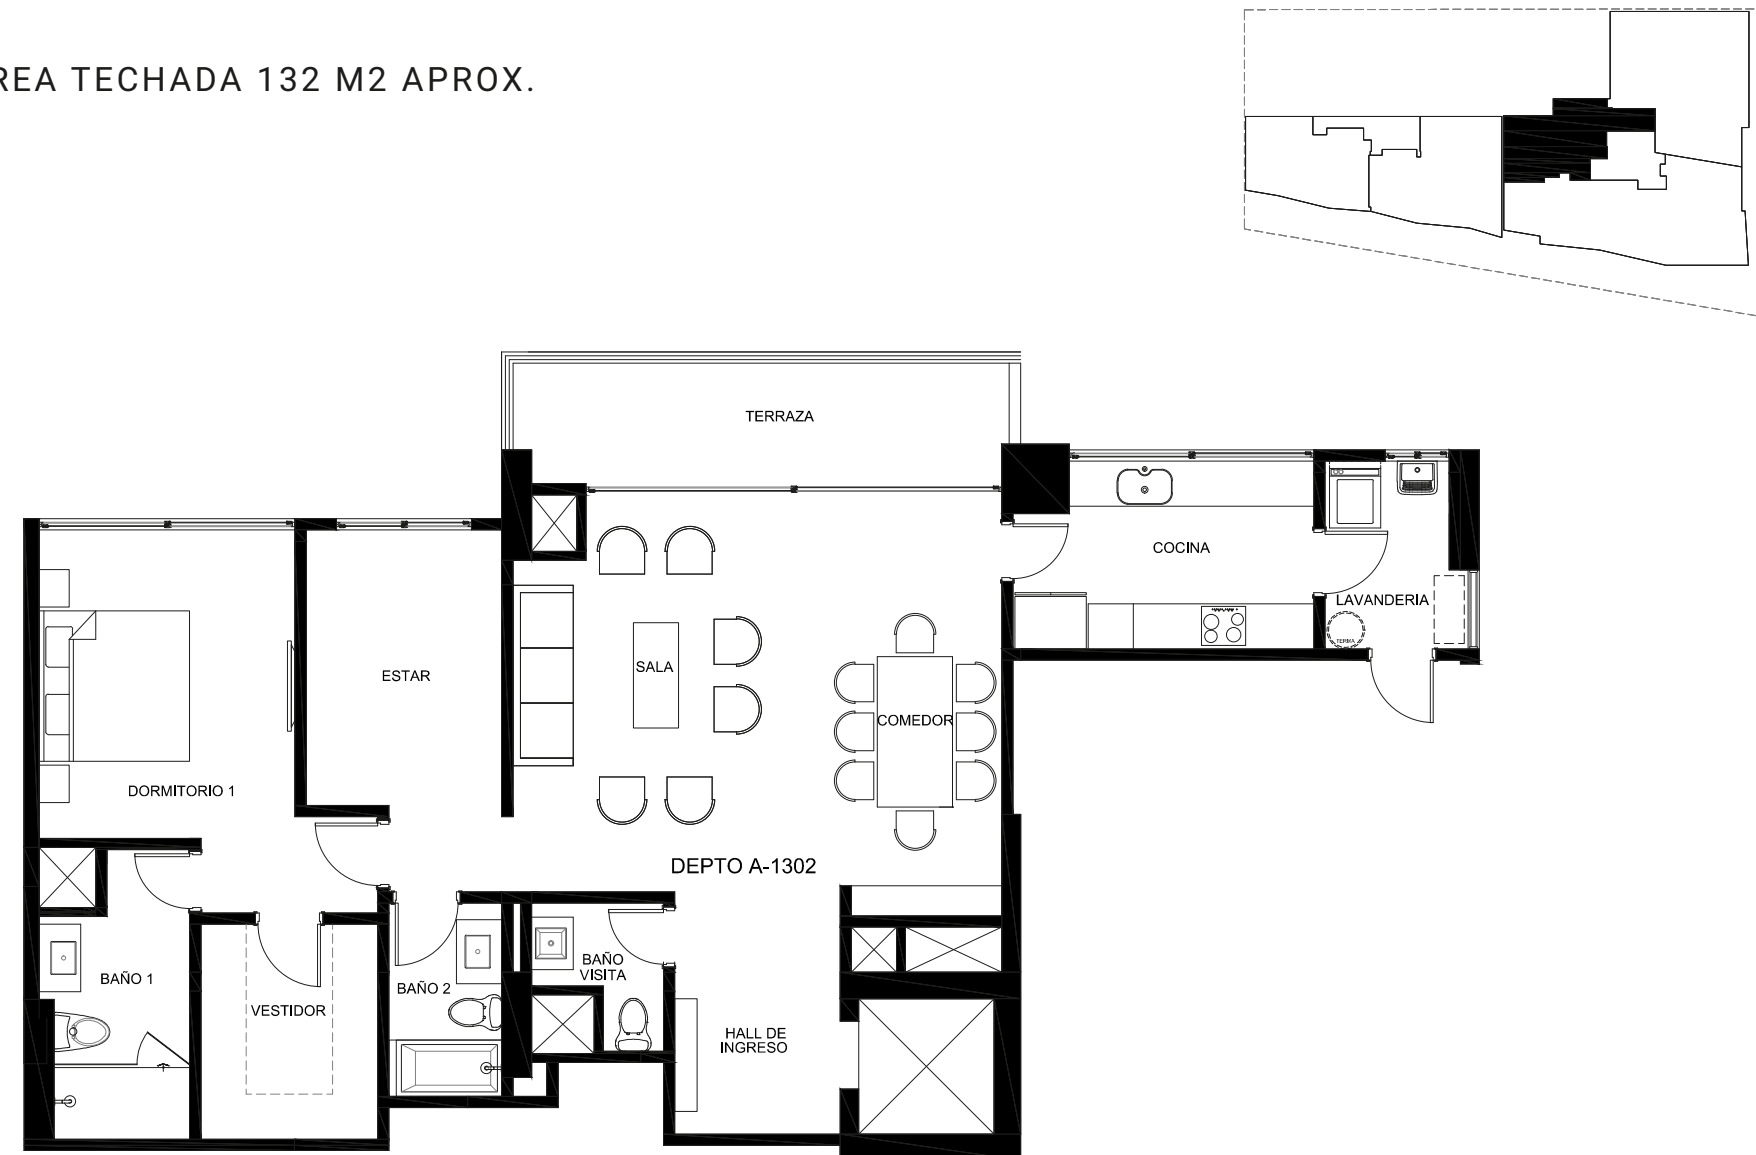 REA TECHADA 132 M2 APROX.
TERRAZA
COCINA
LAVANDERIA
TERMA
SALA
ESTAR
COMEDOR
DORMITORIO 1
DEPTO A-1302
BAÑO
VISITA
BAÑO 1
BAÑO 2
VESTIDOR
HALL DE
INGRESO